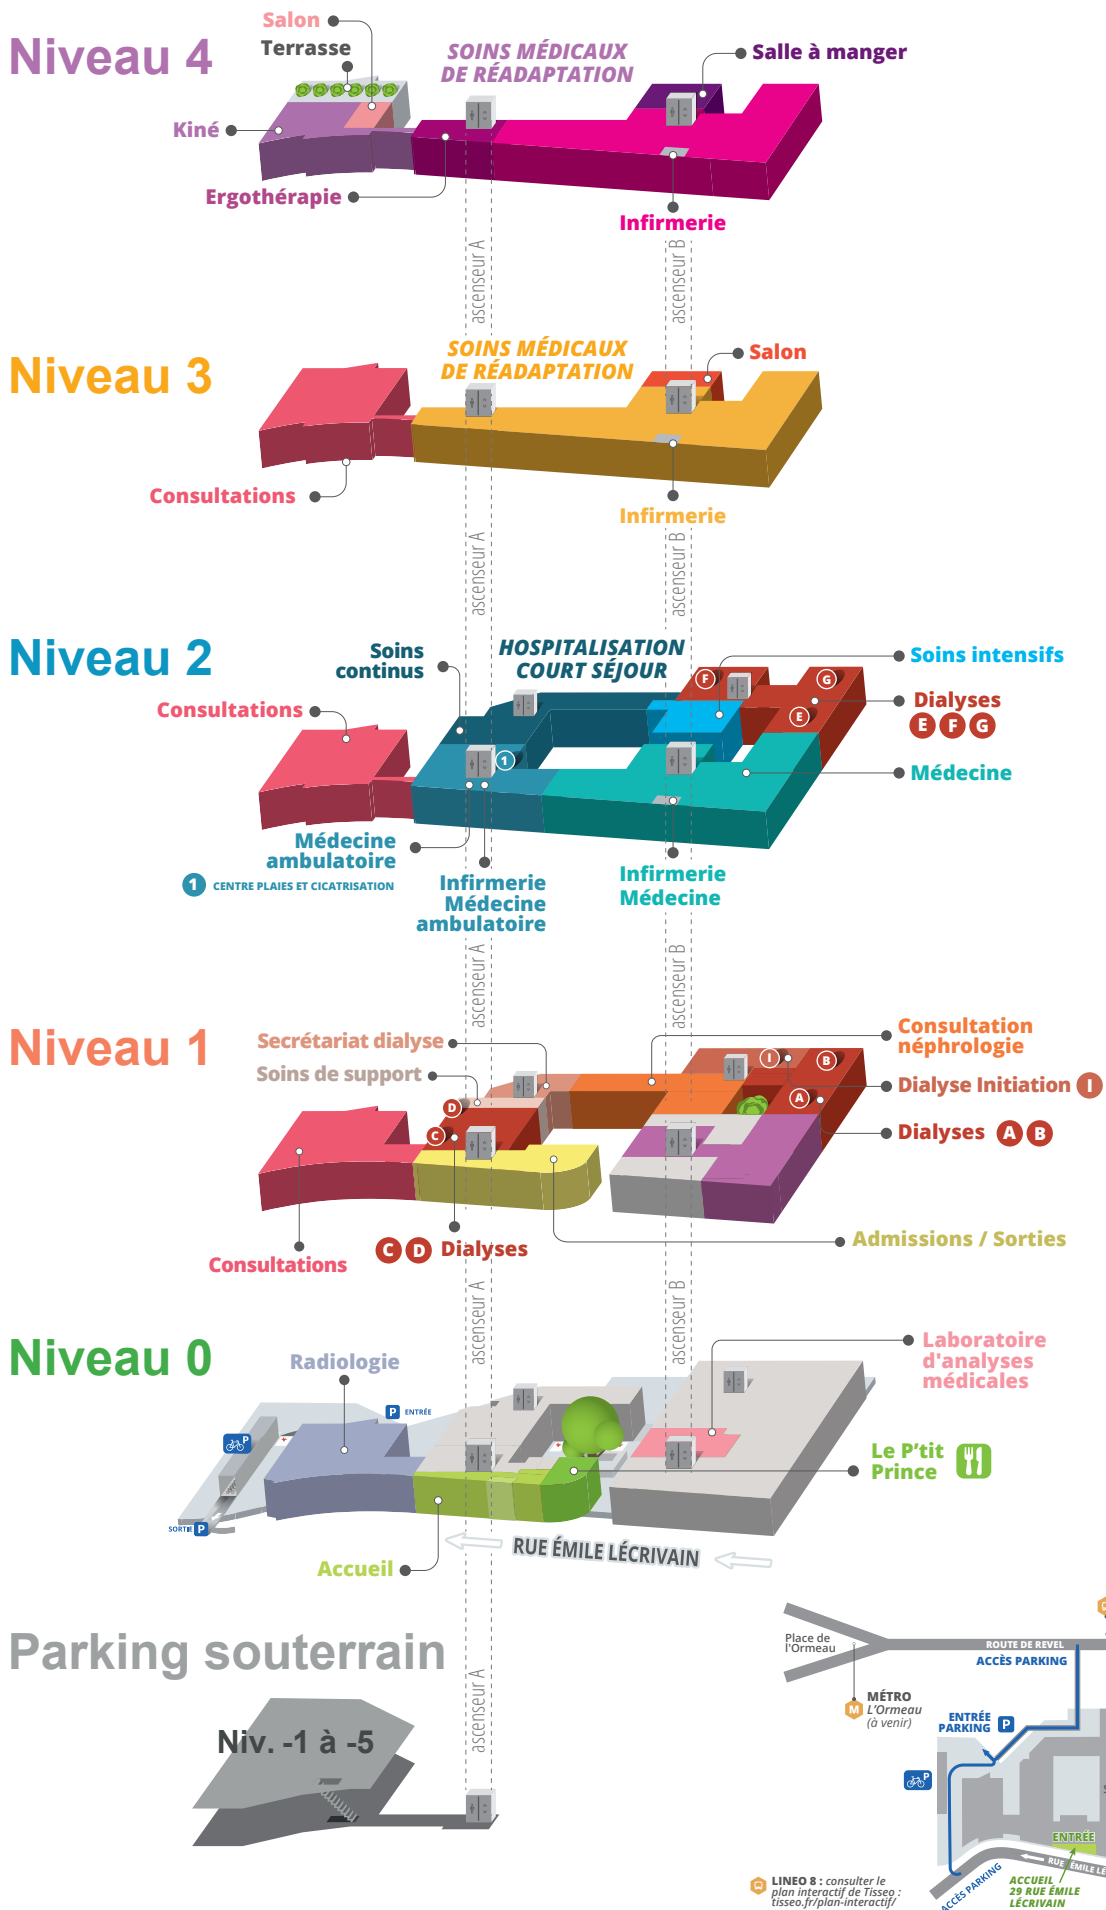 Niveau 4
Salon
Terrasse
SOINS MÉDICAUX
DE RÉADAPTATION
Salle à manger
Kiné
Ergothérapie
Infirmerie
ascenseur A
ascenseur B
Niveau 3
SOINS MÉDICAUX
DE RÉADAPTATION
Salon
Consultations
Infirmerie
ascenseur A
ascenseur B
Niveau 2
Soins
continus
HOSPITALISATION
COURT SÉJOUR
Soins intensifs
Consultations
F
G
E
Dialyses
E F G
1
Médecine
Médecine
ambulatoire
1 CENTRE PLAIES ET CICATRISATION
Infirmerie
Médecine
ambulatoire
Infirmerie
Médecine
ascenseur A
ascenseur B
Niveau 1
Secrétariat dialyse
Soins de support
Consultation
néphrologie
I
B
Dialyse Initiation I
A
D
C
Dialyses A B
C D Dialyses
Admissions / Sorties
Consultations
ascenseur A
ascenseur B
Niveau 0
Radiologie
Laboratoire
d'analyses
médicales
P ENTRÉE
P
Le P'tit
Prince
SORTIE P
RUE ÉMILE LÉCRIVAIN
Accueil
Parking souterrain
ascenseur A
Niv. -1 à -5
Place de
l'Ormeau
ROUTE DE REVEL
ACCÈS PARKING
M
MÉTRO
L'Ormeau
(à venir)
ENTRÉE
PARKING P
P
ENTRÉE
RUE ÉMILE LÉ
ACCÈS PARKING
ACCUEIL
29 RUE ÉMILE
LÉCRIVAIN
LINEO 8 : consulter le
plan interactif de Tisseo :
tisseo.fr/plan-interactif/